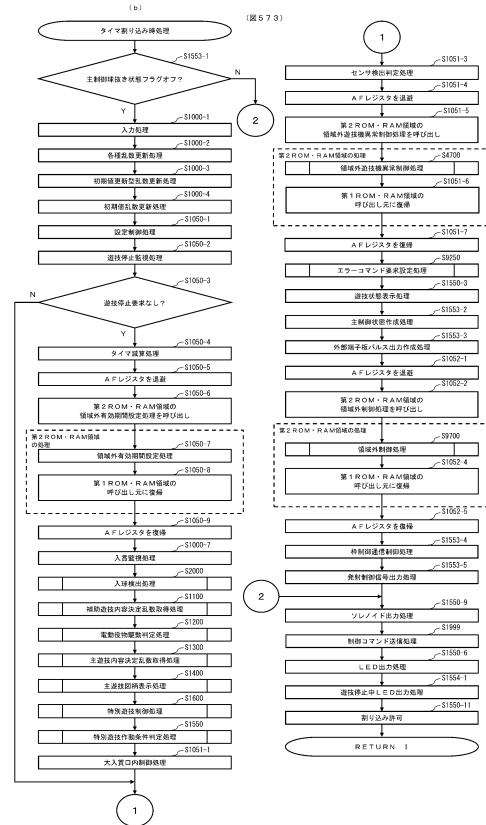 (b)
(図573)
タイマ割り込み時処理
S1553-1
主制御球抜き状態フラグオフ？
N
Y
2
S1000-1
入力処理
S1000-2
各種乱数更新処理
S1000-3
初期値更新型乱数更新処理
S1000-4
初期値乱数更新処理
S1050-1
設定制御処理
S1050-2
遊技停止監視処理
S1050-3
N
遊技停止要求なし？
Y
S1050-4
タイマ減算処理
S1050-5
AFレジスタを退避
S1050-6
第2ROM・RAM領域の
領域外有効期間設定処理を呼び出し
第2ROM・RAM領域
の処理
S1050-7
領域外有効期間設定処理
S1050-8
第1ROM・RAM領域の
呼び出し元に復帰
S1050-9
AFレジスタを復帰
S1000-7
入賞監視処理
S2000
入球検出処理
S1100
補助遊技内容決定乱数取得処理
S1200
電動役物駆動判定処理
S1300
主遊技内容決定乱数取得処理
S1400
主遊技図柄表示処理
S1600
特別遊技制御処理
S1550
特別遊技作動条件判定処理
S1051-1
大入賞口内制御処理
1
1
S1051-3
センサ検出判定処理
S1051-4
AFレジスタを退避
S1051-5
第2ROM・RAM領域の
領域外遊技機異常制御処理を呼び出し
第2ROM・RAM領域の処理
S4700
領域外遊技機異常制御処理
S1051-6
第1ROM・RAM領域の
呼び出し元に復帰
S1051-7
AFレジスタを復帰
S9250
エラーコマンド要求設定処理
S1550-3
遊技状態表示処理
S1553-2
主制御状態作成処理
S1553-3
外部端子板パルス出力作成処理
S1052-1
AFレジスタを退避
S1052-2
第2ROM・RAM領域の
領域外制御処理を呼び出し
第2ROM・RAM領域の処理
S9700
領域外制御処理
S1052-4
第1ROM・RAM領域の
呼び出し元に復帰
S1052-5
AFレジスタを復帰
S1553-4
枠制御通信制御処理
S1553-5
発射制御信号出力処理
2
S1550-9
ソレノイド出力処理
S1999
制御コマンド送信処理
S1550-6
LED出力処理
S1554-1
遊技停止中LED出力処理
S1550-11
割り込み許可
RETURN I